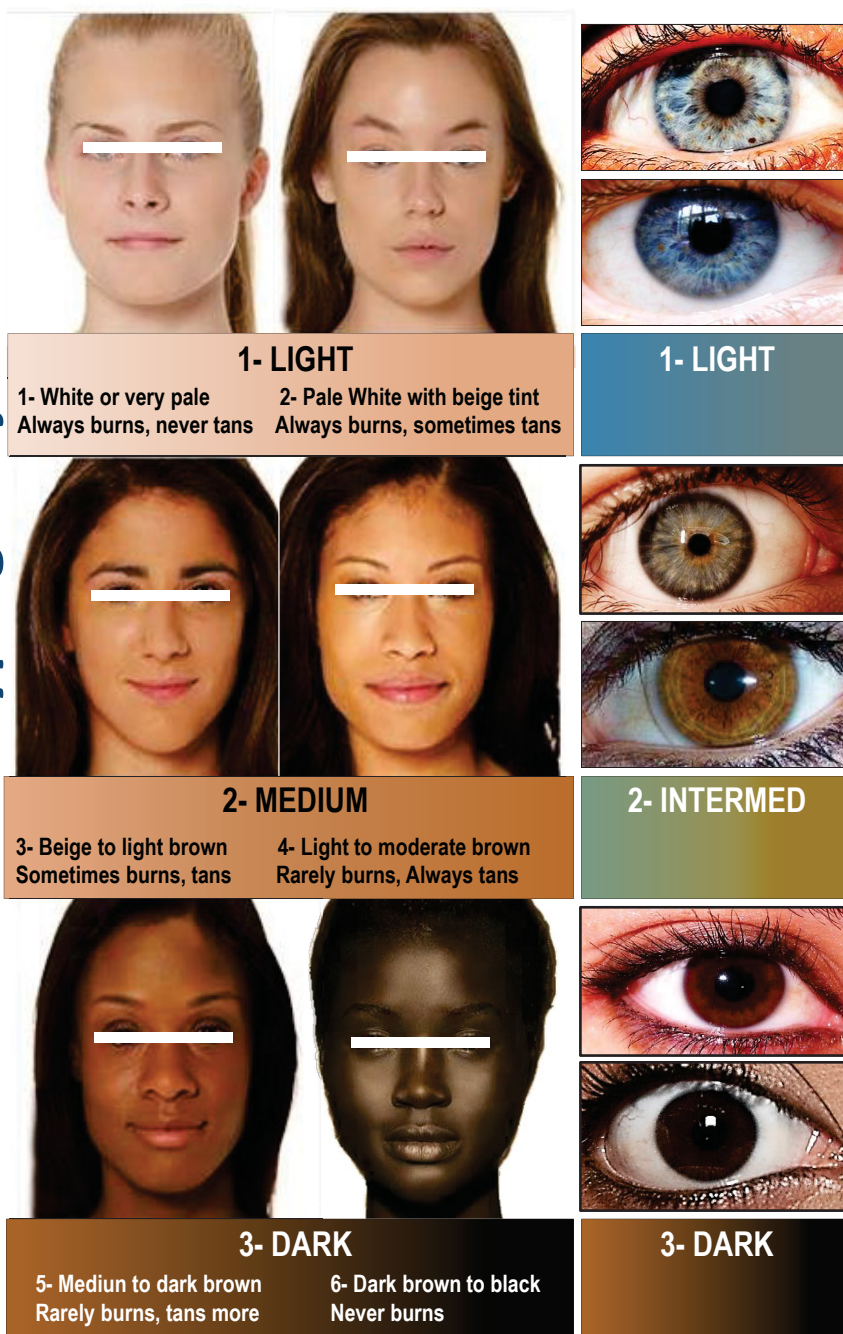 1- LIGHT
1- White or very pale
Always burns, never tans
2- Pale White with beige tint
Always burns, sometimes tans
1- LIGHT
2- MEDIUM
3- Beige to light brown
Sometimes burns, tans
4- Light to moderate brown
Rarely burns, Always tans
2- INTERMED
3- DARK
5- Mediun to dark brown
Rarely burns, tans more
6- Dark brown to black
Never burns
3- DARK